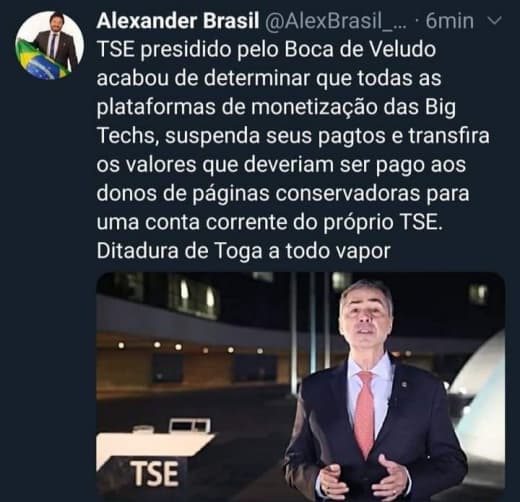 Alexander Brasil @AlexBrasil_... · 6min
TSE presidido pelo Boca de Veludo
acabou de determinar que todas as
plataformas de monetização das Big
Techs, suspenda seus pagtos e transfira
os valores que deveriam ser pago aos
donos de páginas conservadoras para
uma conta corrente do próprio TSE.
Ditadura de Toga a todo vapor
TSE